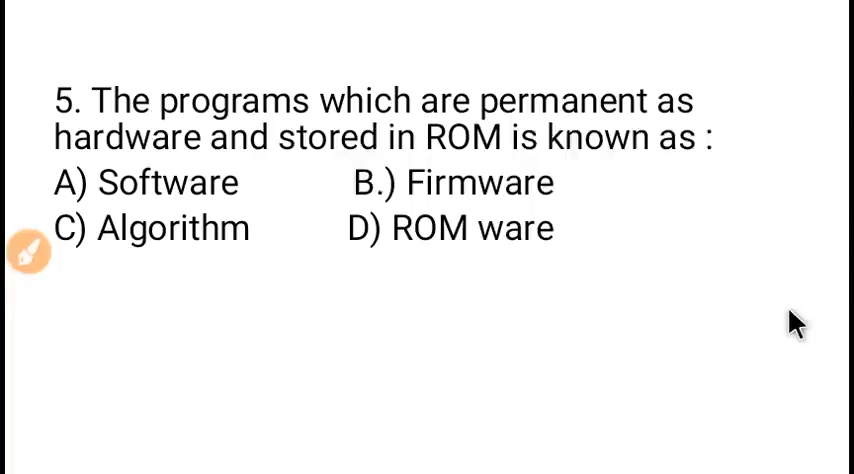 5. The programs which are permanent as
hardware and stored in ROM is known as :
A) Software B.) Firmware
C) Algorithm D) ROM ware